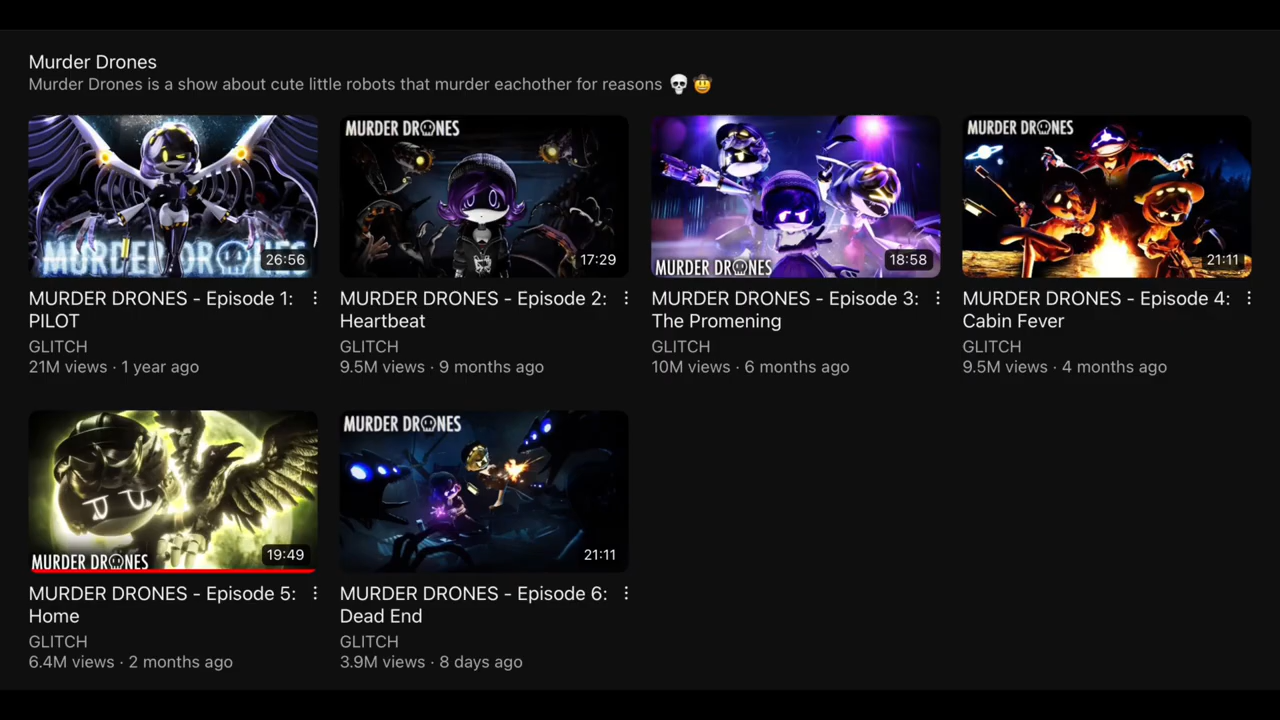 Murder Drones
Murder Drones is a show about cute little robots that murder eachother for reasons 💀🤠
MURDER DRONES
26:56
MURDER DRONES
17:29
MURDER DRONES
18:58
MURDER DRONES
21:11
MURDER DRONES - Episode 1:
PILOT
GLITCH
21M views · 1 year ago
MURDER DRONES - Episode 2:
Heartbeat
GLITCH
9.5M views · 9 months ago
MURDER DRONES - Episode 3:
The Promening
GLITCH
10M views · 6 months ago
MURDER DRONES - Episode 4:
Cabin Fever
GLITCH
9.5M views · 4 months ago
MURDER DRONES
19:49
MURDER DRONES
21:11
MURDER DRONES - Episode 5:
Home
GLITCH
6.4M views · 2 months ago
MURDER DRONES - Episode 6:
Dead End
GLITCH
3.9M views · 8 days ago